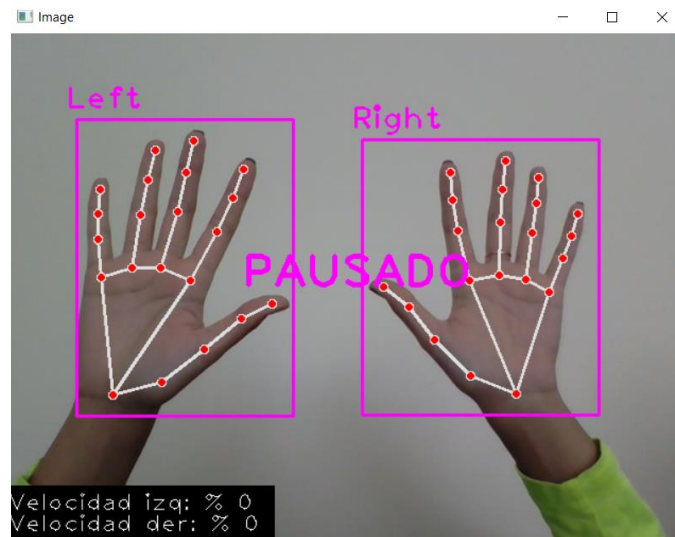 Image
Left
Right
PAUSADO
Velocidad izq: % 0
Velocidad der: % 0